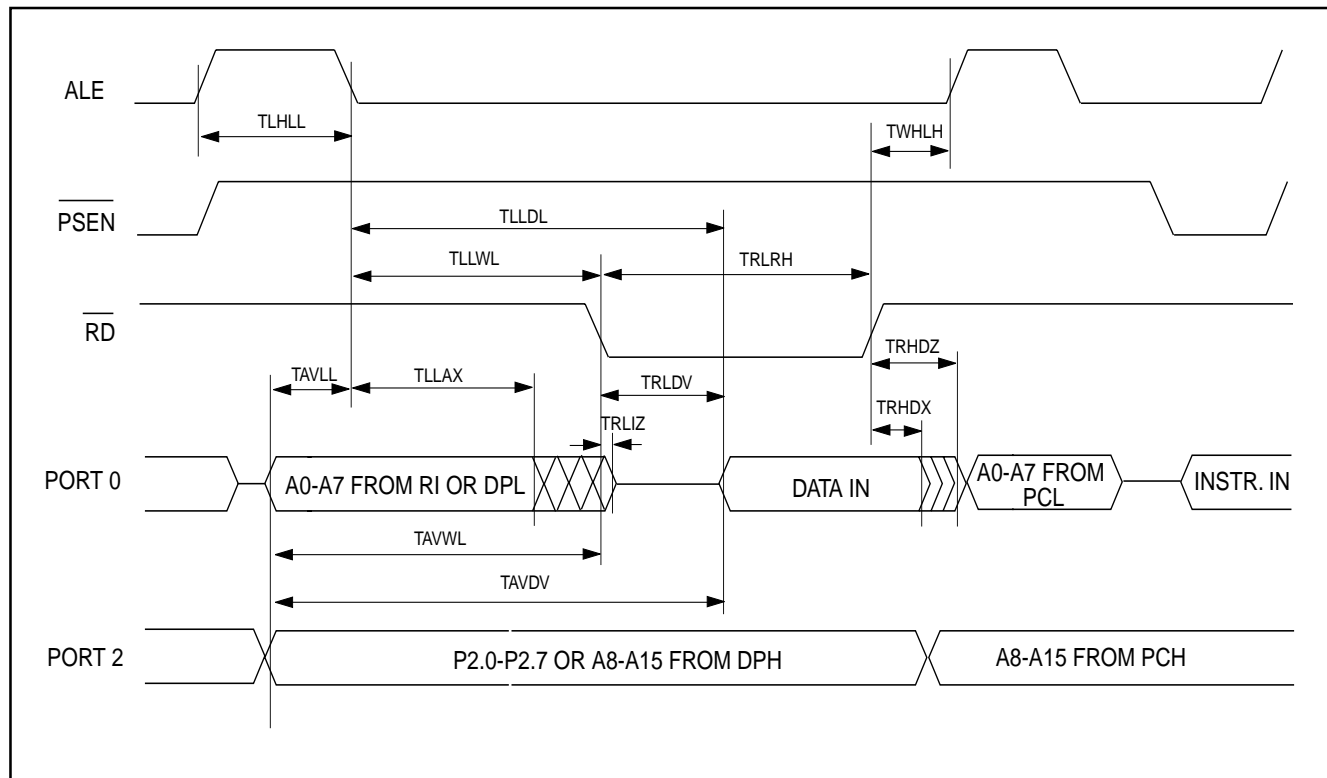 ALE
TLHLL
TWHLH
PSEN
TLLDL
TLLWL
TRLRH
RD
TAVLL
TLLAX
TRLDV
TRHDZ
TRLIZ
TRHDX
PORT 0
A0-A7 FROM RI OR DPL
DATA IN
A0-A7 FROM
PCL
INSTR. IN
TAVWL
TAVDV
PORT 2
P2.0-P2.7 OR A8-A15 FROM DPH
A8-A15 FROM PCH